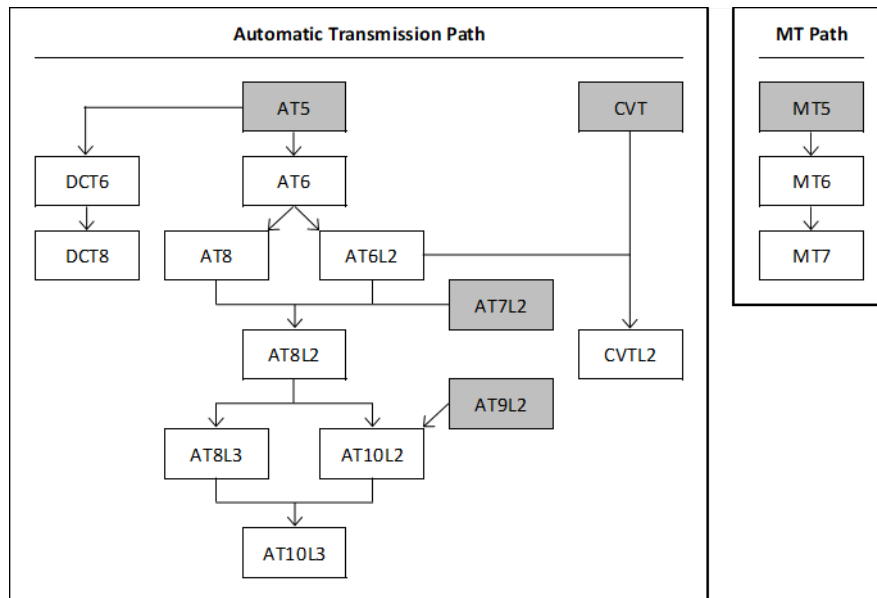 Automatic Transmission Path
MT Path
AT5
CVT
MT5
DCT6
AT6
MT6
DCT8
AT8
AT6L2
MT7
AT7L2
AT8L2
CVTL2
AT9L2
AT8L3
AT10L2
AT10L3